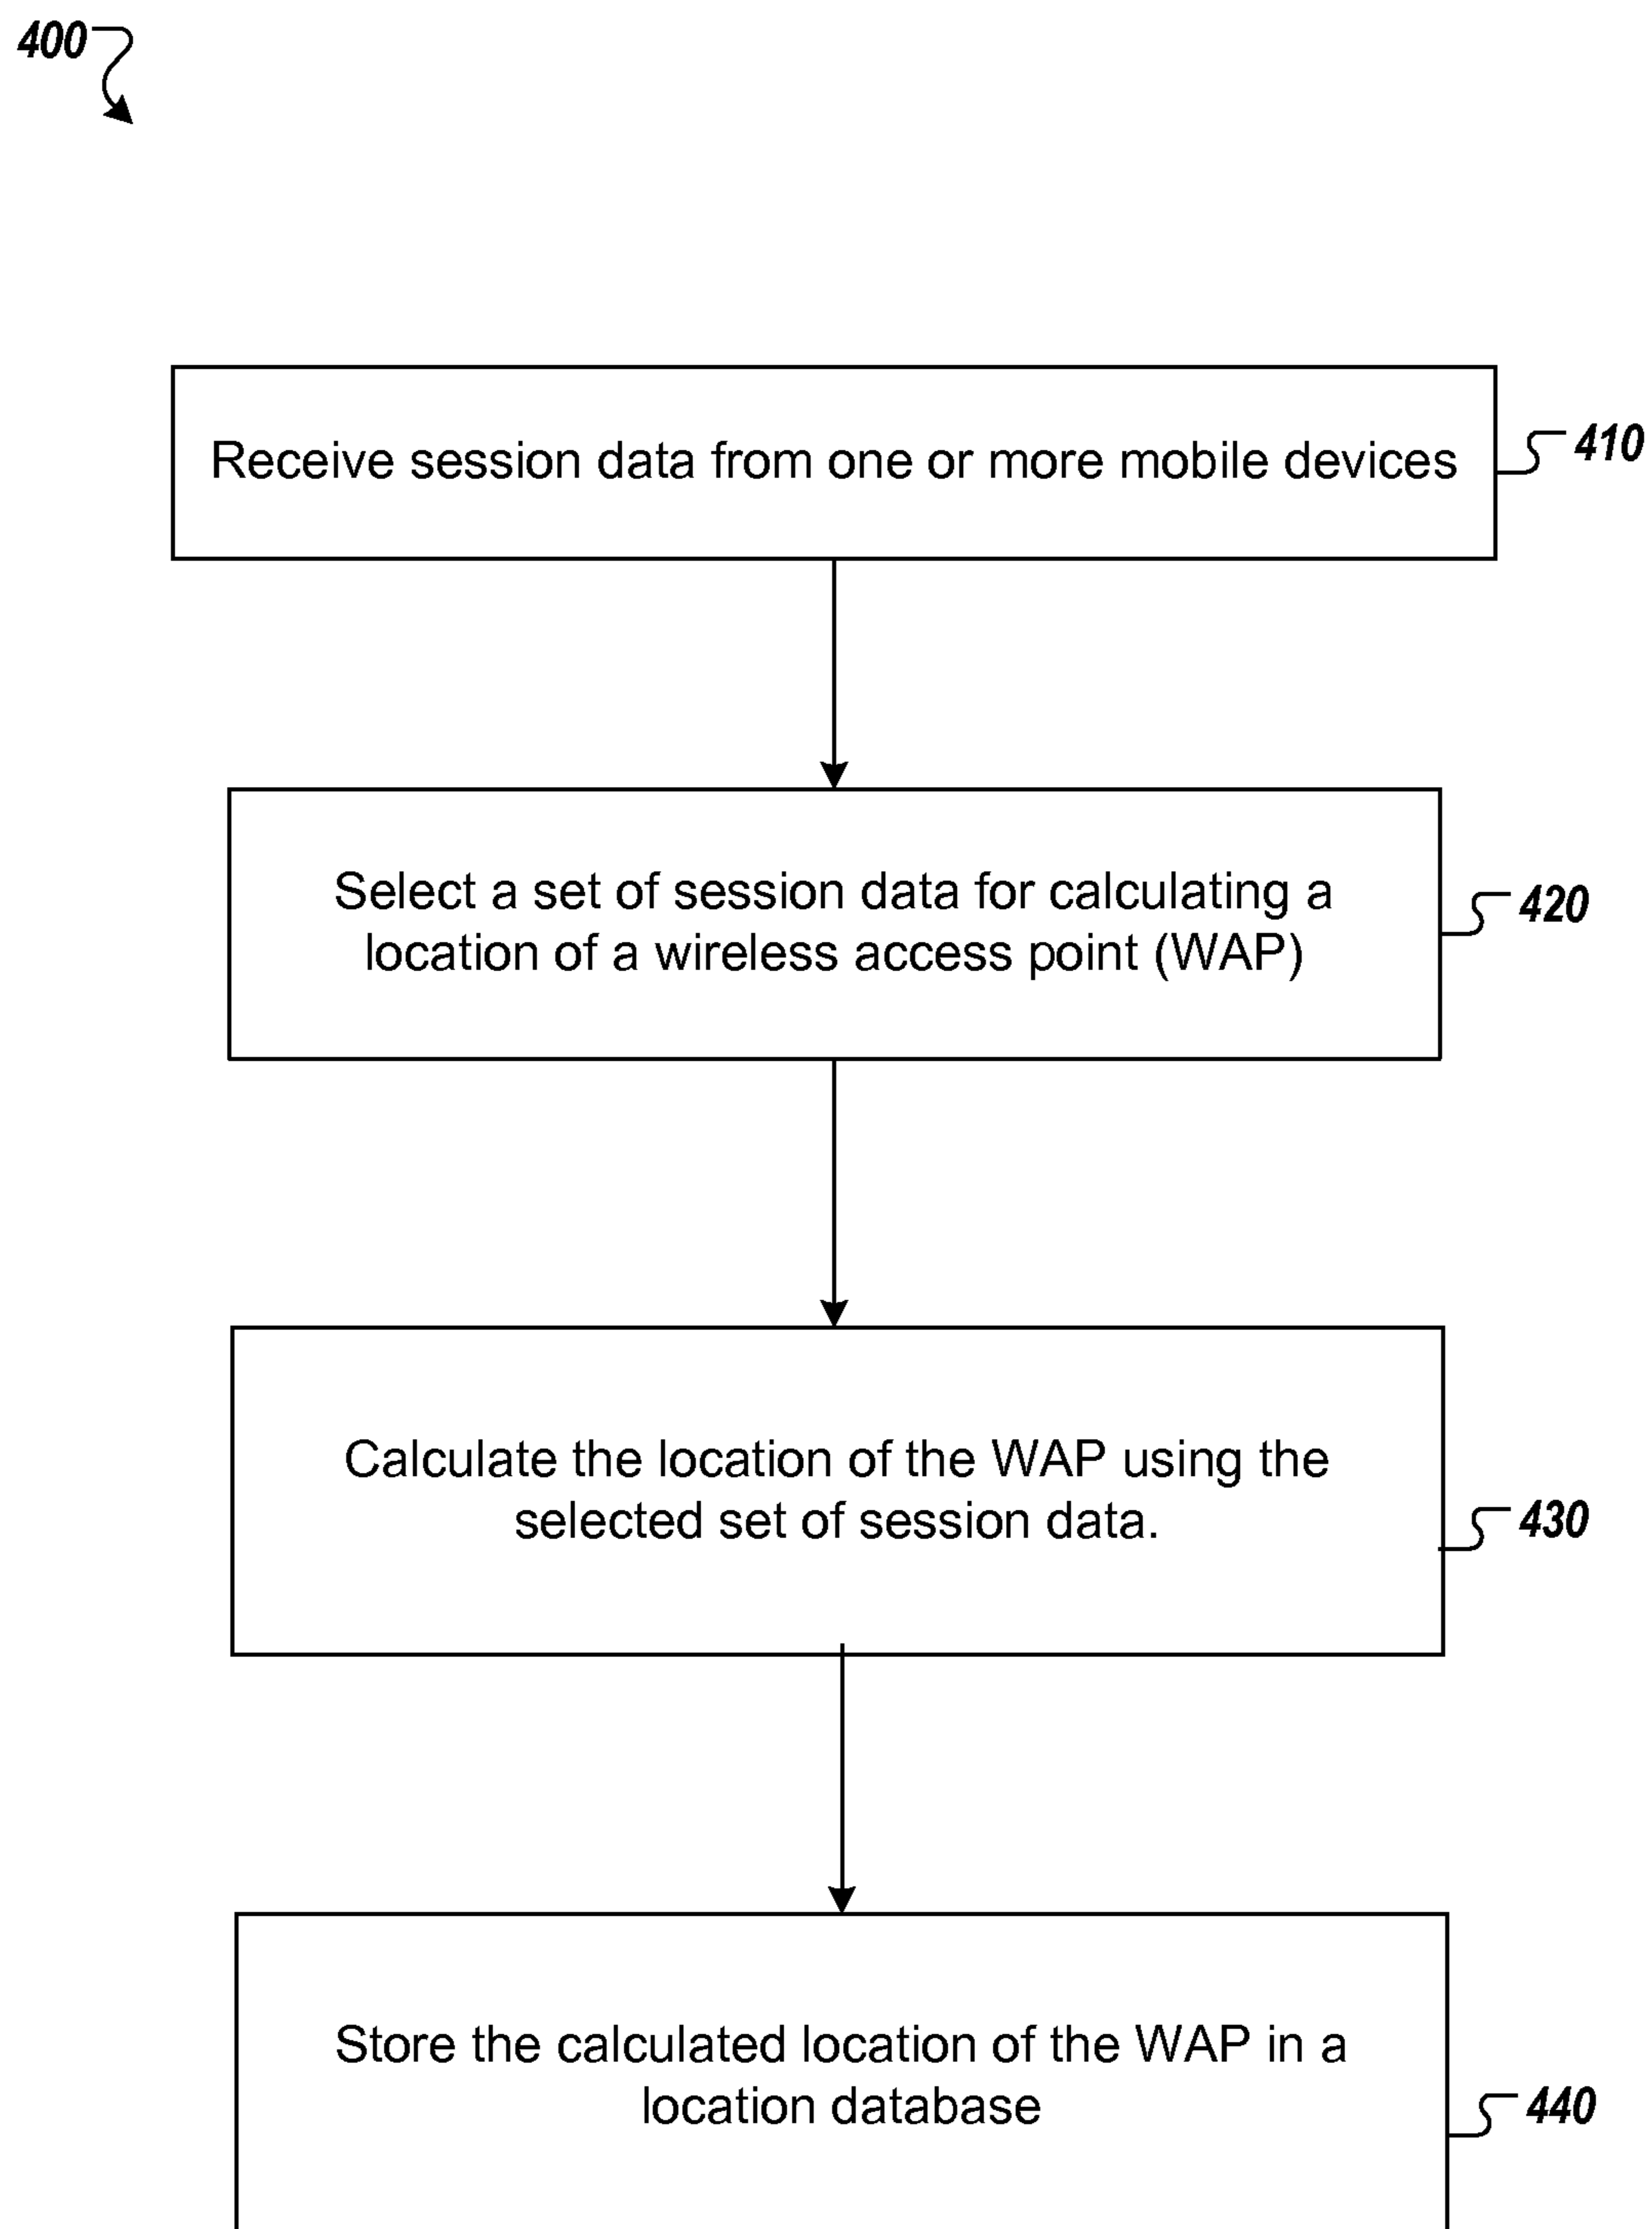 400
Receive session data from one or more mobile devices
410
Select a set of session data for calculating a
location of a wireless access point (WAP)
420
Calculate the location of the WAP using the
selected set of session data.
430
Store the calculated location of the WAP in a
location database
440